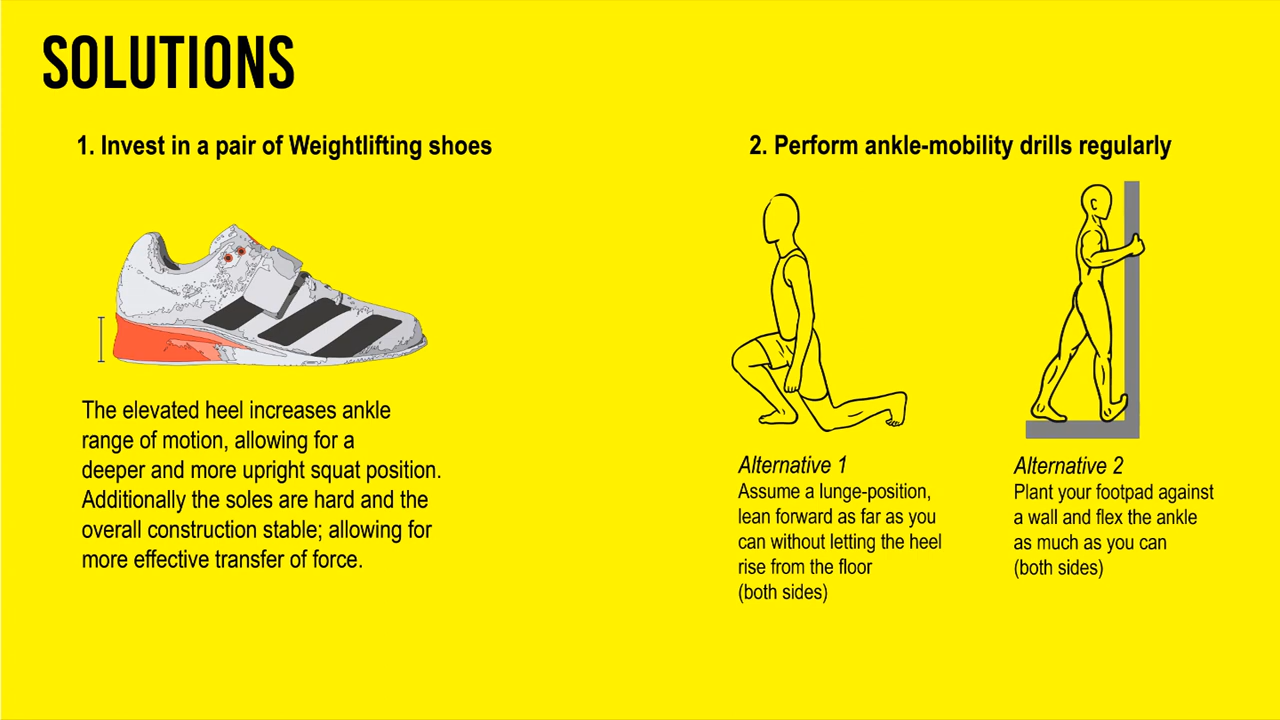 SOLUTIONS
1. Invest in a pair of Weightlifting shoes
The elevated heel increases ankle
range of motion, allowing for a
deeper and more upright squat position.
Additionally the soles are hard and the
overall construction stable; allowing for
more effective transfer of force.
2. Perform ankle-mobility drills regularly
Alternative 1
Assume a lunge-position,
lean forward as far as you
can without letting the heel
rise from the floor
(both sides)
Alternative 2
Plant your footpad against
a wall and flex the ankle
as much as you can
(both sides)